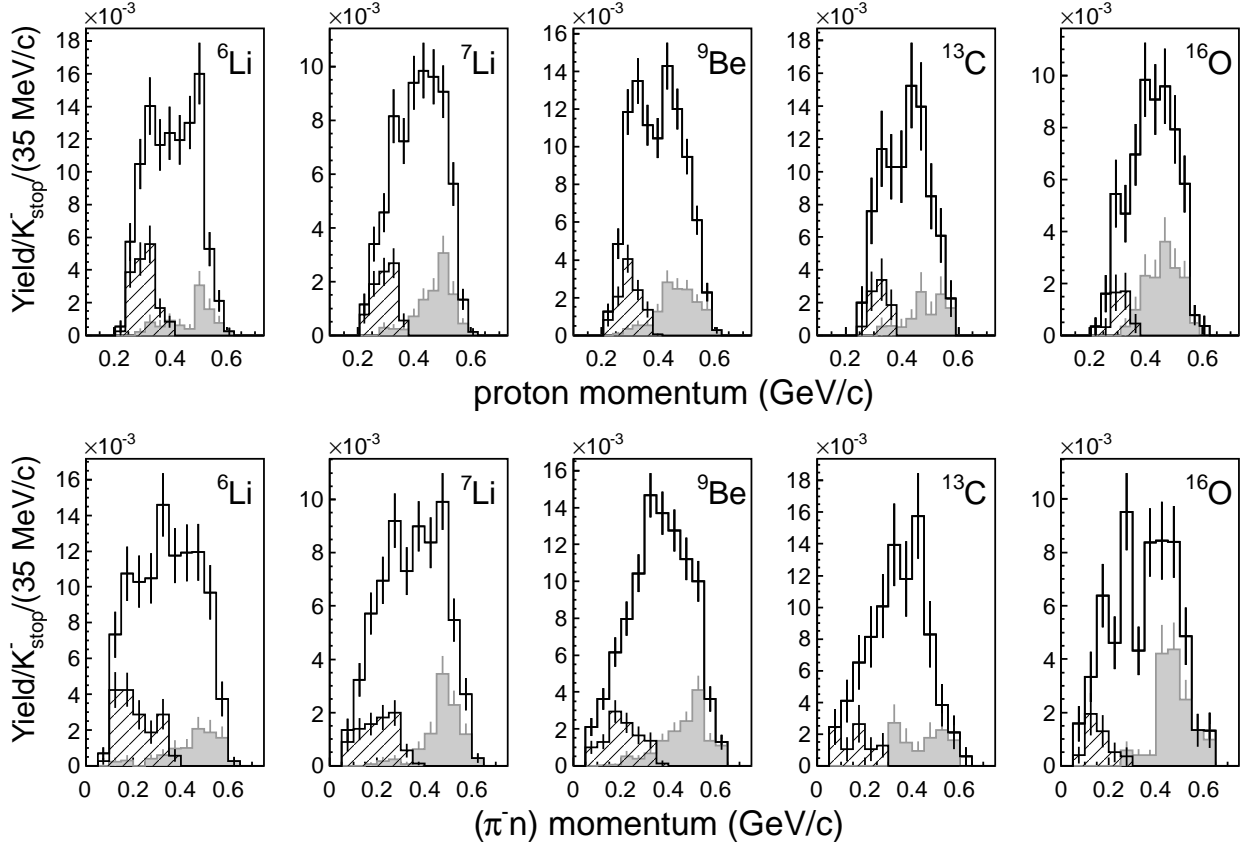 ×10⁻³ ×10⁻³ ×10⁻³ ×10⁻³ ×10⁻³
Yield/K⁻stop/(35 MeV/c)
⁶Li ⁷Li ⁹Be ¹³C ¹⁶O
18 16 14 12 10 8 6 4 2 0
10 8 6 4 2 0
16 14 12 10 8 6 4 2 0
18 16 14 12 10 8 6 4 2 0
10 8 6 4 2 0
0.2 0.4 0.6 0.2 0.4 0.6 0.2 0.4 0.6 0.2 0.4 0.6 0.2 0.4 0.6
proton momentum (GeV/c)
×10⁻³ ×10⁻³ ×10⁻³ ×10⁻³ ×10⁻³
Yield/K⁻stop/(35 MeV/c)
⁶Li ⁷Li ⁹Be ¹³C ¹⁶O
16 14 12 10 8 6 4 2 0
10 8 6 4 2 0
16 14 12 10 8 6 4 2 0
18 16 14 12 10 8 6 4 2 0
10 8 6 4 2 0
0 0.2 0.4 0.6 0 0.2 0.4 0.6 0 0.2 0.4 0.6 0 0.2 0.4 0.6 0 0.2 0.4 0.6
(π⁻n) momentum (GeV/c)